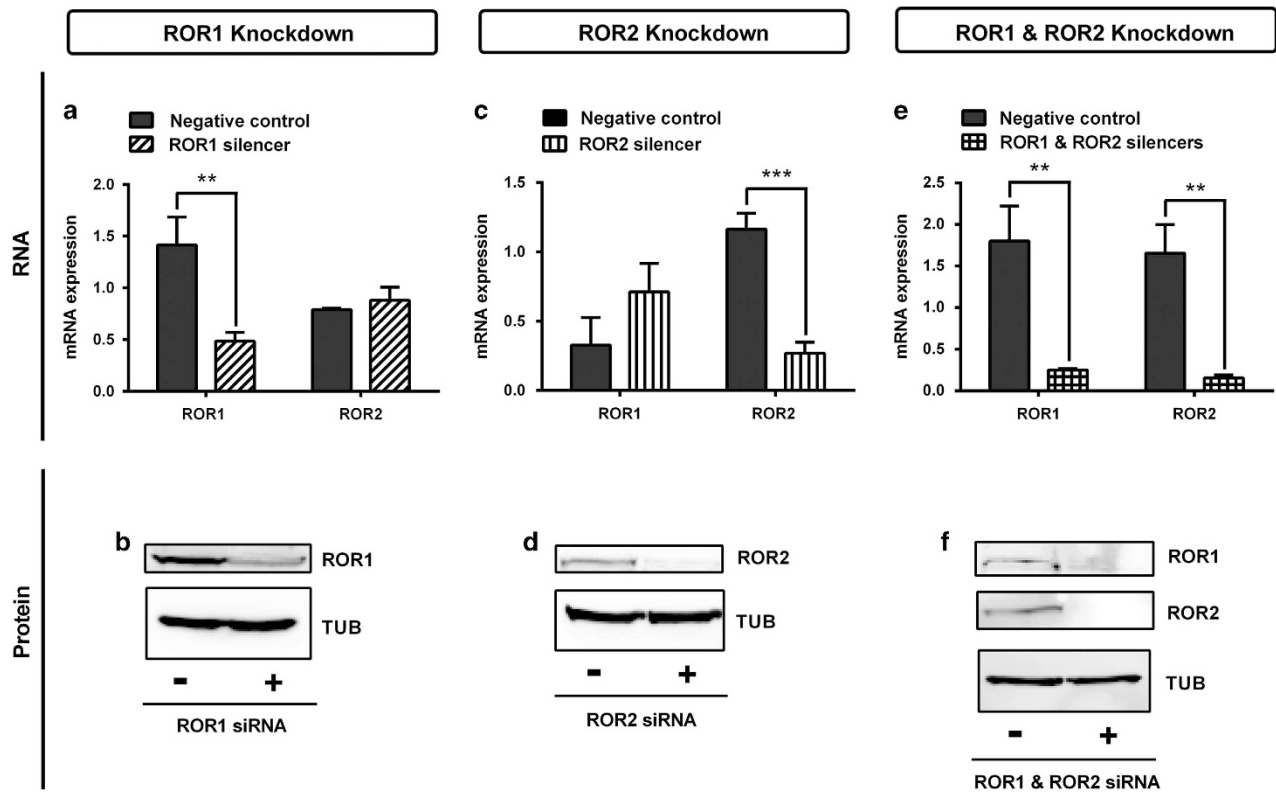 ROR1 Knockdown
ROR2 Knockdown
ROR1 & ROR2 Knockdown
RNA
a
Negative control
ROR1 silencer
mRNA expression
2.0
1.5
1.0
0.5
0.0
**
ROR1
ROR2
c
Negative control
ROR2 silencer
mRNA expression
1.5
1.0
0.5
0.0
***
ROR1
ROR2
e
Negative control
ROR1 & ROR2 silencers
mRNA expression
2.5
2.0
1.5
1.0
0.5
0.0
**
**
ROR1
ROR2
Protein
b
ROR1
TUB
- +
ROR1 siRNA
d
ROR2
TUB
- +
ROR2 siRNA
f
ROR1
ROR2
TUB
- +
ROR1 & ROR2 siRNA